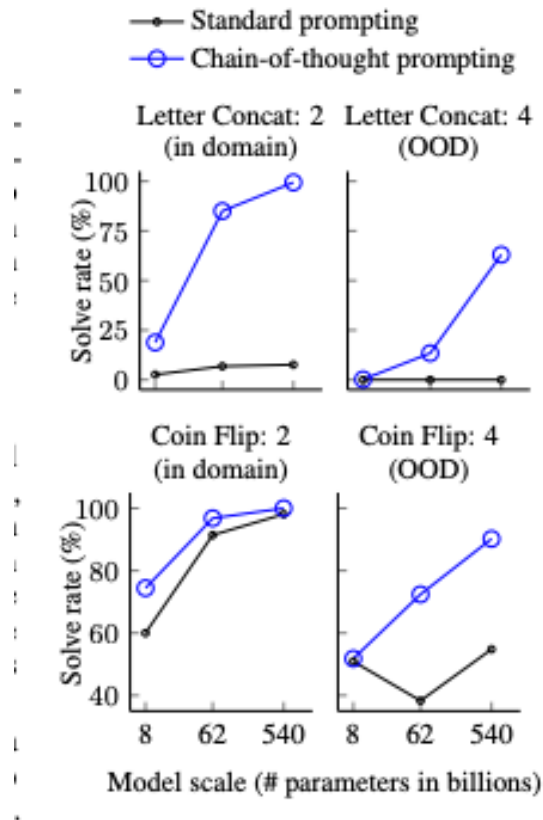 Standard prompting
Chain-of-thought prompting
Letter Concat: 2 Letter Concat: 4
(in domain) (OOD)
Solve rate (%)
100
75
50
25
0
Coin Flip: 2 Coin Flip: 4
(in domain) (OOD)
Solve rate (%)
100
80
60
40
8 62 540 8 62 540
Model scale (# parameters in billions)